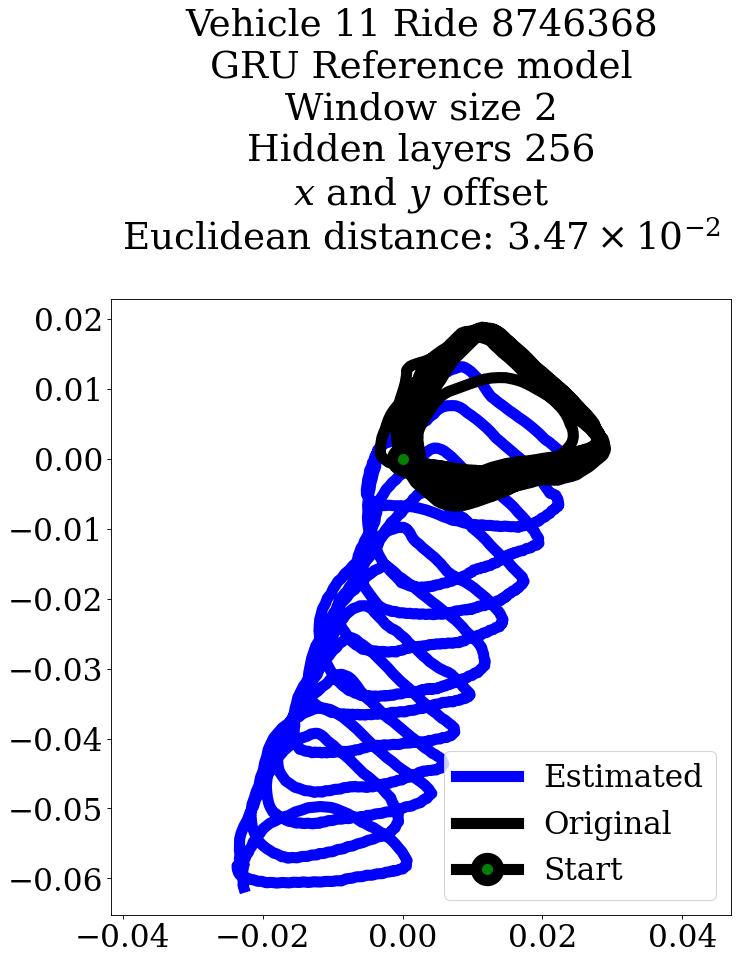 Vehicle 11 Ride 8746368
GRU Reference model
Window size 2
Hidden layers 256
x and y offset
Euclidean distance: 3.47 × 10⁻²
0.02
0.01
0.00
−0.01
−0.02
−0.03
−0.04
−0.05
−0.06
Estimated
Original
Start
−0.04 −0.02 0.00 0.02 0.04